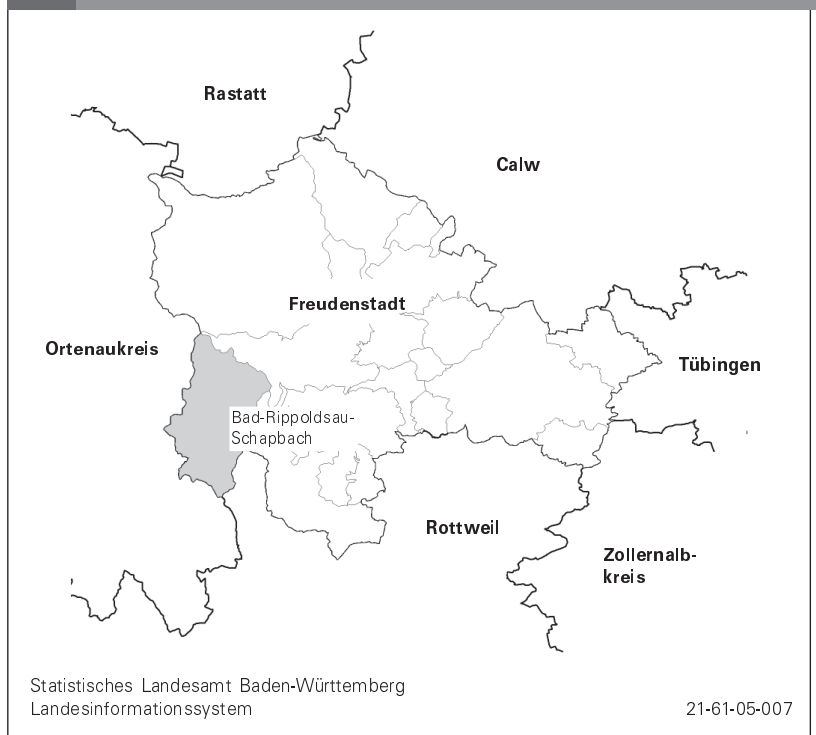 Rastatt
Calw
Freudenstadt
Ortenaukreis
Tübingen
Bad-Rippoldsau-
Schapbach
Rottweil
Zollernalb-
kreis
Statistisches Landesamt Baden-Württemberg
Landesinformationssystem
21-61-05-007